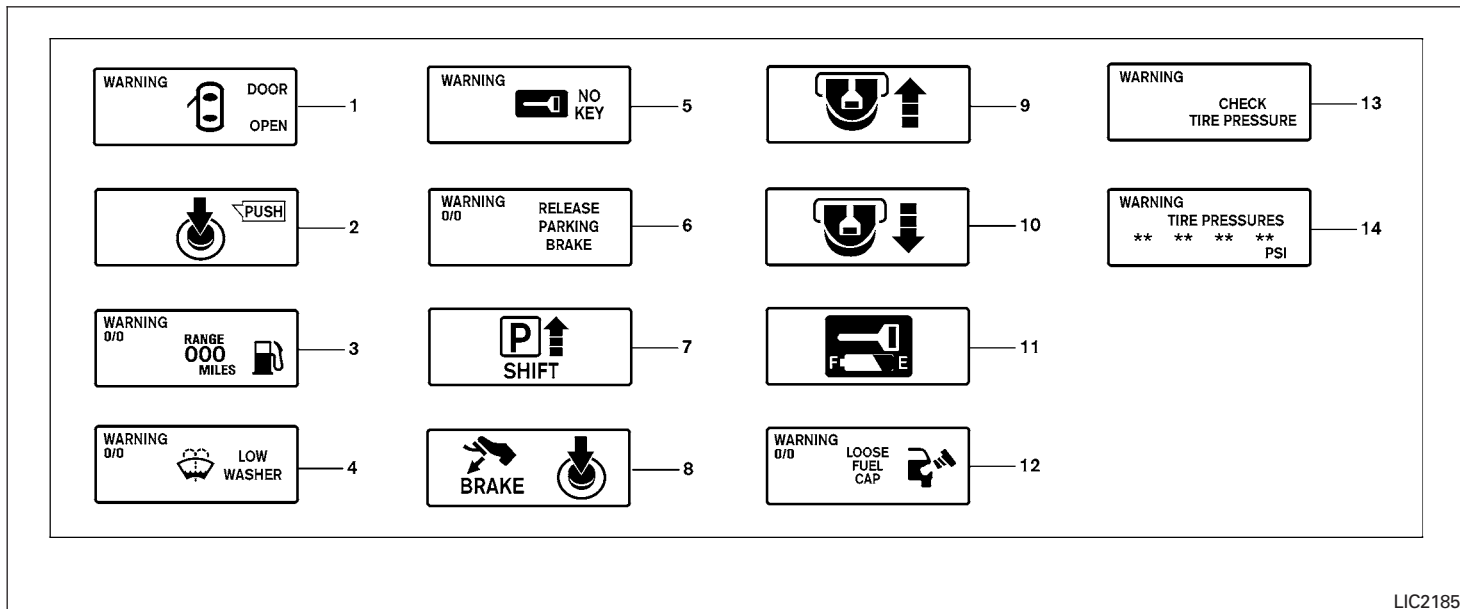 WARNING
DOOR
OPEN
1
PUSH
2
WARNING
0/0
RANGE
000
MILES
3
WARNING
0/0
LOW
WASHER
4
WARNING
NO
KEY
5
WARNING
0/0
RELEASE
PARKING
BRAKE
6
P
SHIFT
7
BRAKE
8
9
10
F E
11
WARNING
0/0
LOOSE
FUEL
CAP
12
WARNING
CHECK
TIRE PRESSURE
13
WARNING
TIRE PRESSURES
** ** ** **
PSI
14
LIC2185